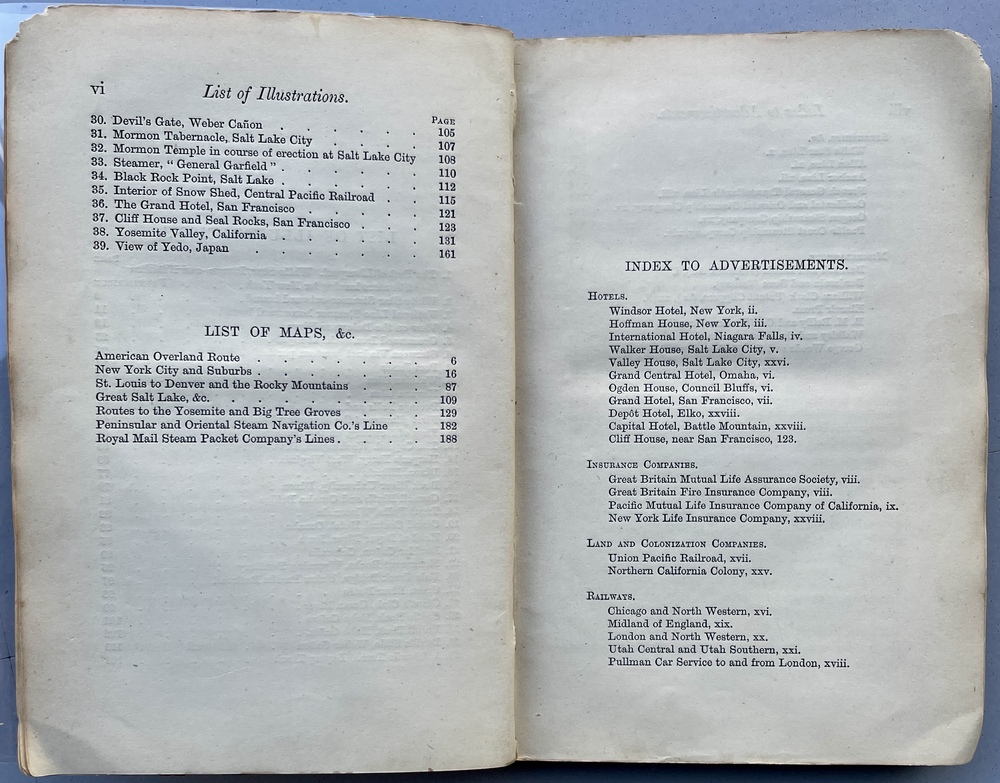 vi
List of Illustrations.
PAGE
30. Devil's Gate, Weber Cañon . . . . . . 105
31. Mormon Tabernacle, Salt Lake City . . . . 107
32. Mormon Temple in course of erection at Salt Lake City 108
33. Steamer, "General Garfield" . . . . . . 110
34. Black Rock Point, Salt Lake . . . . . . 112
35. Interior of Snow Shed, Central Pacific Railroad . . 115
36. The Grand Hotel, San Francisco . . . . . 121
37. Cliff House and Seal Rocks, San Francisco . . . 123
38. Yosemite Valley, California . . . . . . 131
39. View of Yedo, Japan . . . . . . . 161
LIST OF MAPS, &c.
American Overland Route . . . . . . . 6
New York City and Suburbs . . . . . . . 16
St. Louis to Denver and the Rocky Mountains . . . 87
Great Salt Lake, &c. . . . . . . . . 109
Routes to the Yosemite and Big Tree Groves . . . 129
Peninsular and Oriental Steam Navigation Co.'s Line . 182
Royal Mail Steam Packet Company's Lines . . . . 188
INDEX TO ADVERTISEMENTS.
HOTELS.
Windsor Hotel, New York, ii.
Hoffman House, New York, iii.
International Hotel, Niagara Falls, iv.
Walker House, Salt Lake City, v.
Valley House, Salt Lake City, xxvi.
Grand Central Hotel, Omaha, vi.
Ogden House, Council Bluffs, vi.
Grand Hotel, San Francisco, vii.
Depôt Hotel, Elko, xxviii.
Capital Hotel, Battle Mountain, xxviii.
Cliff House, near San Francisco, 123.
INSURANCE COMPANIES.
Great Britain Mutual Life Assurance Society, viii.
Great Britain Fire Insurance Company, viii.
Pacific Mutual Life Insurance Company of California, ix.
New York Life Insurance Company, xxviii.
LAND AND COLONIZATION COMPANIES.
Union Pacific Railroad, xvii.
Northern California Colony, xxv.
RAILWAYS.
Chicago and North Western, xvi.
Midland of England, xix.
London and North Western, xx.
Utah Central and Utah Southern, xxi.
Pullman Car Service to and from London, xviii.